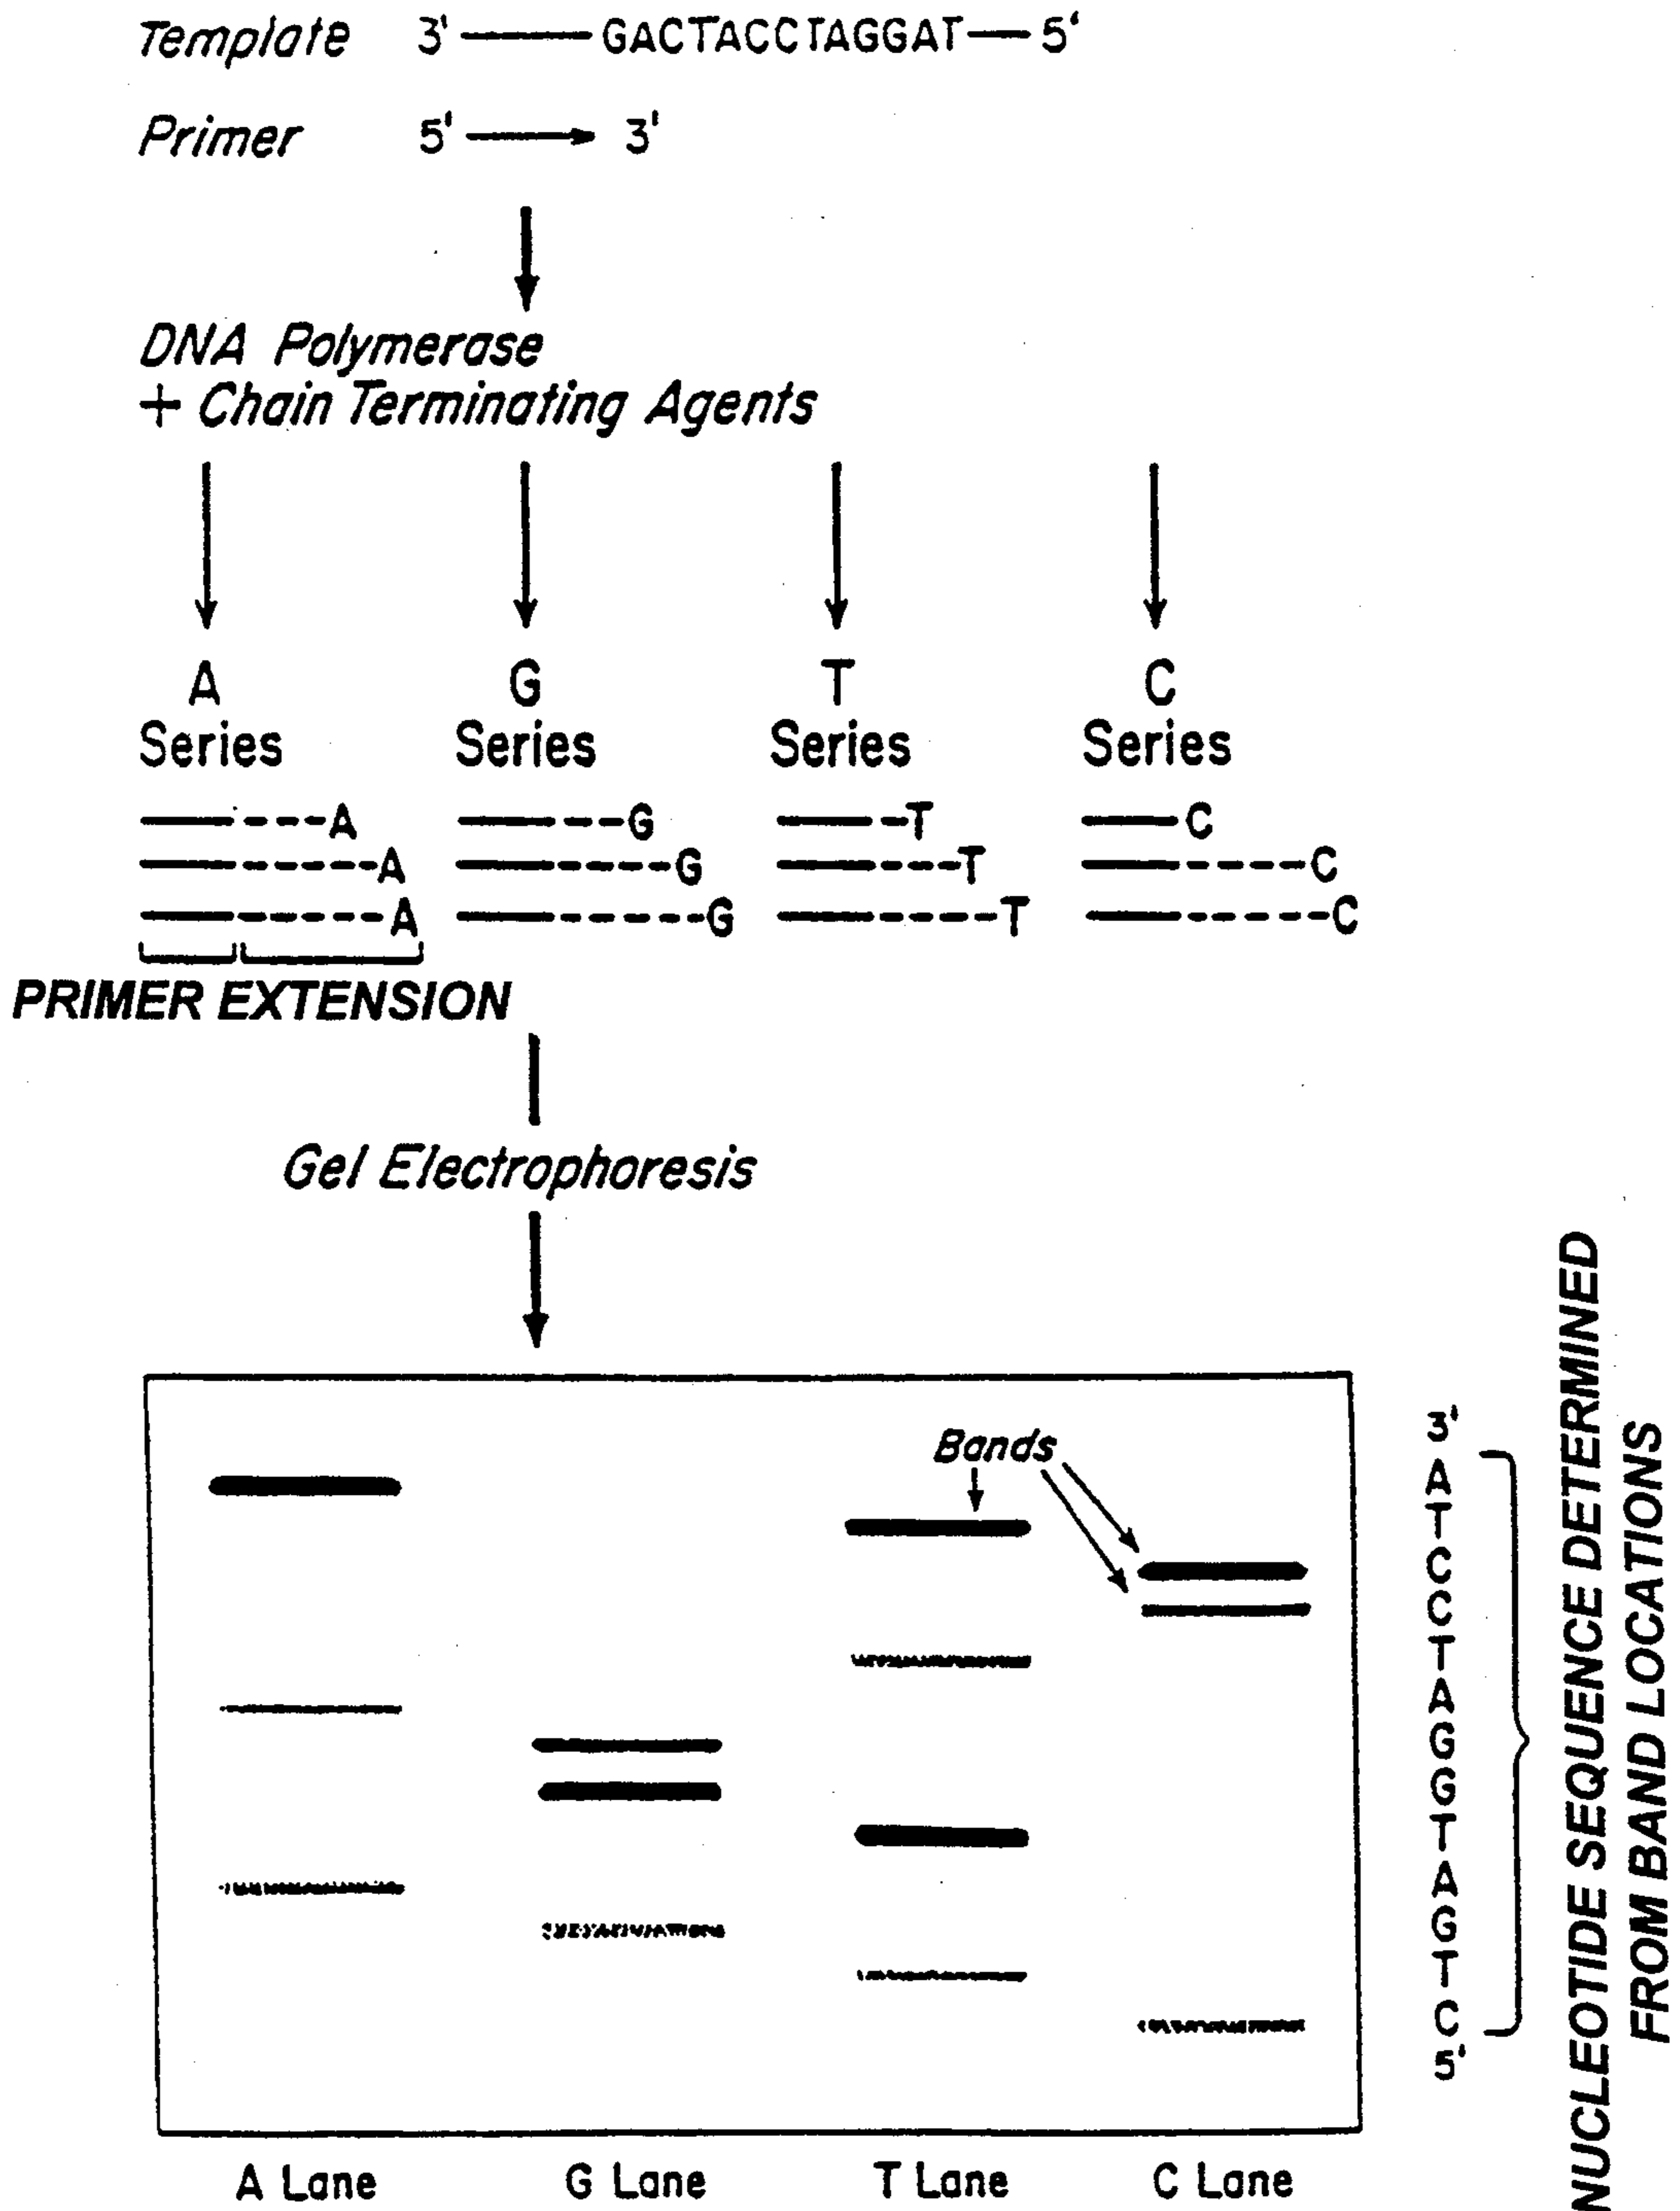 Template 3' GACTACCTAGGAT 5'
Primer 5' 3'
DNA Polymerase
+ Chain Terminating Agents
A G T C
Series Series Series Series
A G T C
A G T C
A G T C
PRIMER EXTENSION
Gel Electrophoresis
Bands
3'
A
T
C
C
T
A
G
G
T
A
G
T
C
5'
NUCLEOTIDE SEQUENCE DETERMINED
FROM BAND LOCATIONS
A Lane G Lane T Lane C Lane